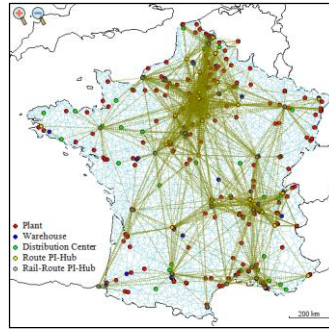 Plant
Warehouse
Distribution Center
Route PI-Hub
Rail-Route PI-Hub
200 km